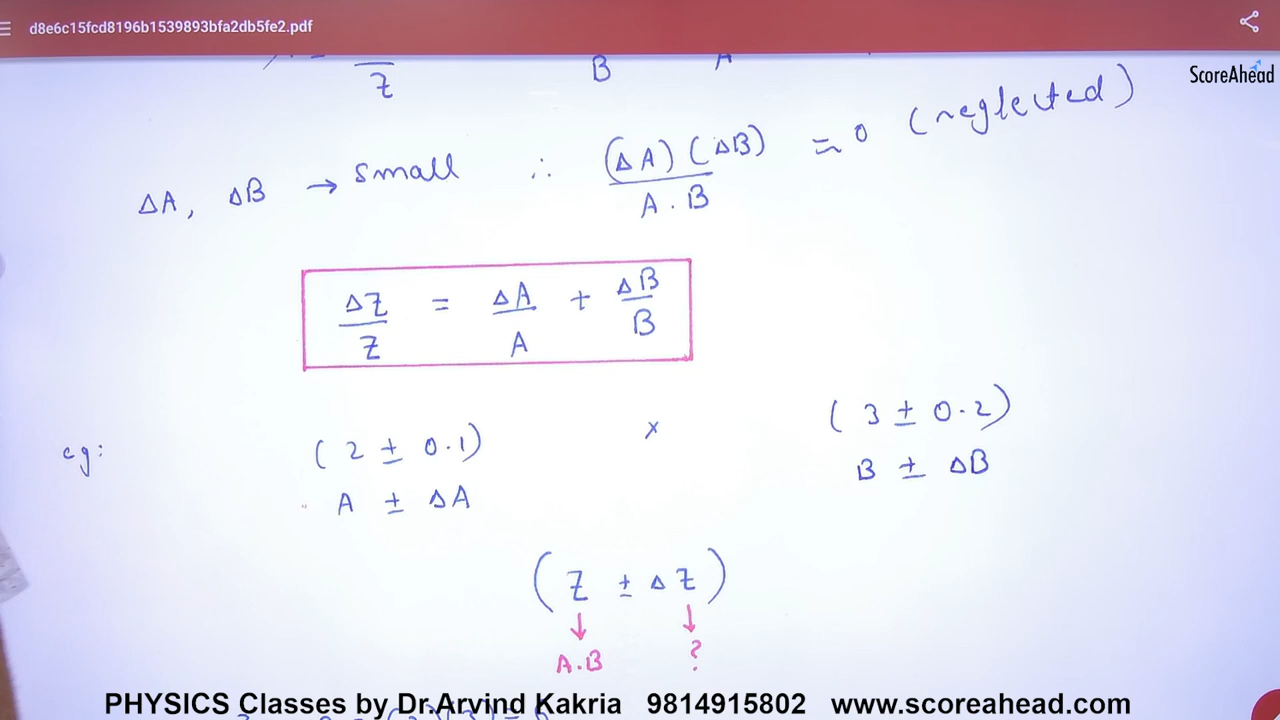 d8e6c15fcd8196b1539893bfa2db5fe2.pdf
ScoreAhead
Z B A
ΔA, ΔB → small ∴ (ΔA) (ΔB) / A . B ≈ 0 (neglected)
ΔZ / Z = ΔA / A + ΔB / B
eg: (2 ± 0.1) × (3 ± 0.2)
A ± ΔA B ± ΔB
(Z ± ΔZ)
↓ ↓
A.B ?
PHYSICS Classes by Dr.Arvind Kakria 9814915802 www.scoreahead.com